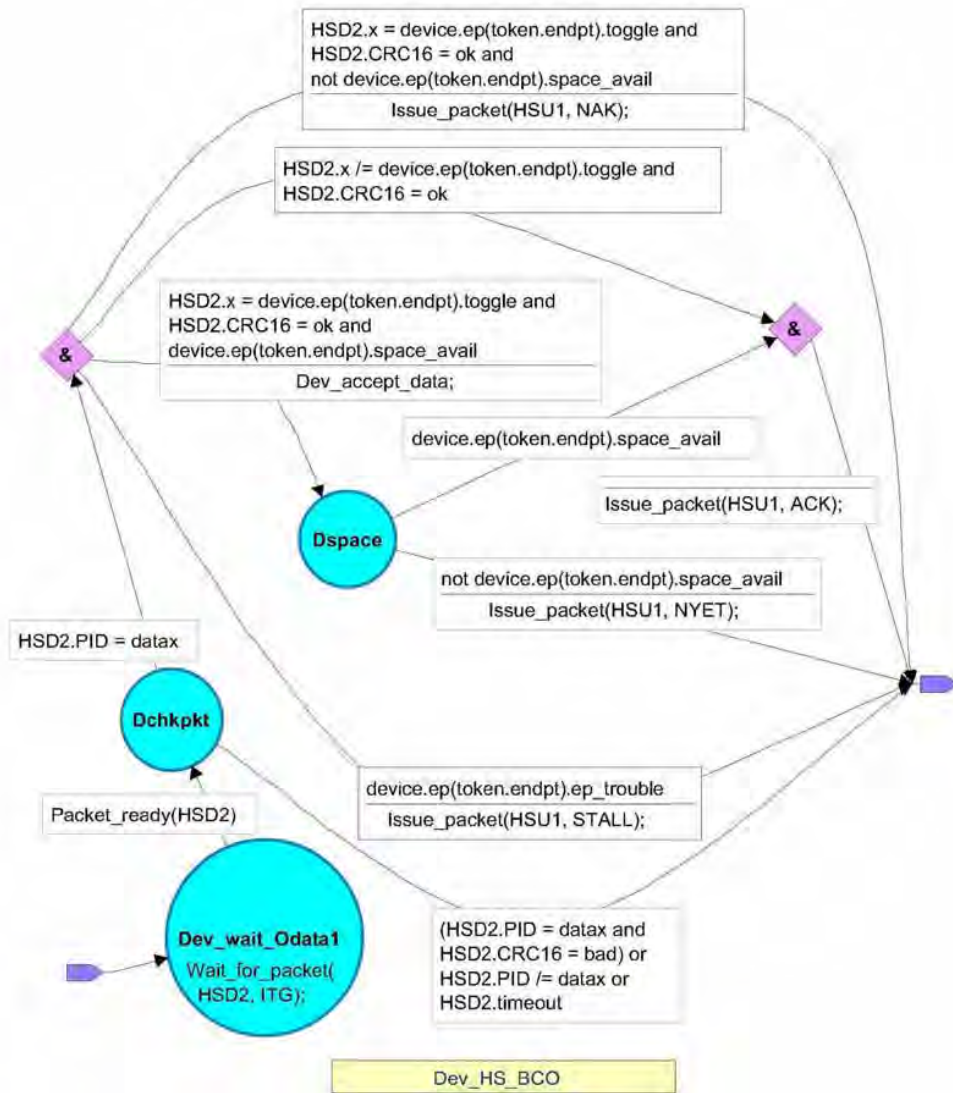 HSD2.x = device.ep(token.endpt).toggle and
HSD2.CRC16 = ok and
not device.ep(token.endpt).space_avail
Issue_packet(HSU1, NAK);
HSD2.x /= device.ep(token.endpt).toggle and
HSD2.CRC16 = ok
HSD2.x = device.ep(token.endpt).toggle and
HSD2.CRC16 = ok and
device.ep(token.endpt).space_avail
Dev_accept_data;
&
&
device.ep(token.endpt).space_avail
Issue_packet(HSU1, ACK);
Dspace
not device.ep(token.endpt).space_avail
Issue_packet(HSU1, NYET);
HSD2.PID = datax
Dchkpkt
device.ep(token.endpt).ep_trouble
Issue_packet(HSU1, STALL);
Packet_ready(HSD2)
Dev_wait_Odata1
Wait_for_packet(
HSD2, ITG);
(HSD2.PID = datax and
HSD2.CRC16 = bad) or
HSD2.PID /= datax or
HSD2.timeout
Dev_HS_BCO